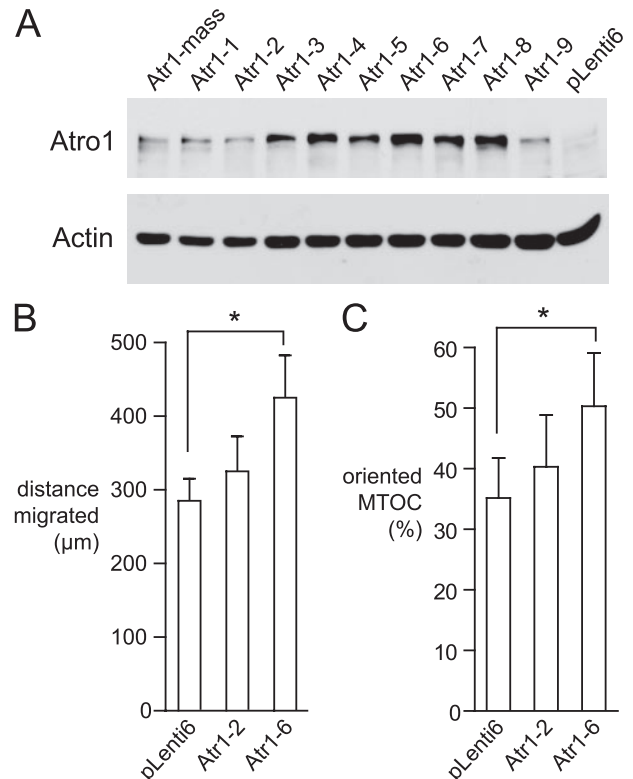 A
Atr1-mass
Atr1-1
Atr1-2
Atr1-3
Atr1-4
Atr1-5
Atr1-6
Atr1-7
Atr1-8
Atr1-9
pLenti6
Atro1
Actin
B
*
500
400
300
200
100
0
distance
migrated
(µm)
pLenti6
Atr1-2
Atr1-6
C
*
60
50
40
30
20
10
0
oriented
MTOC
(%)
pLenti6
Atr1-2
Atr1-6